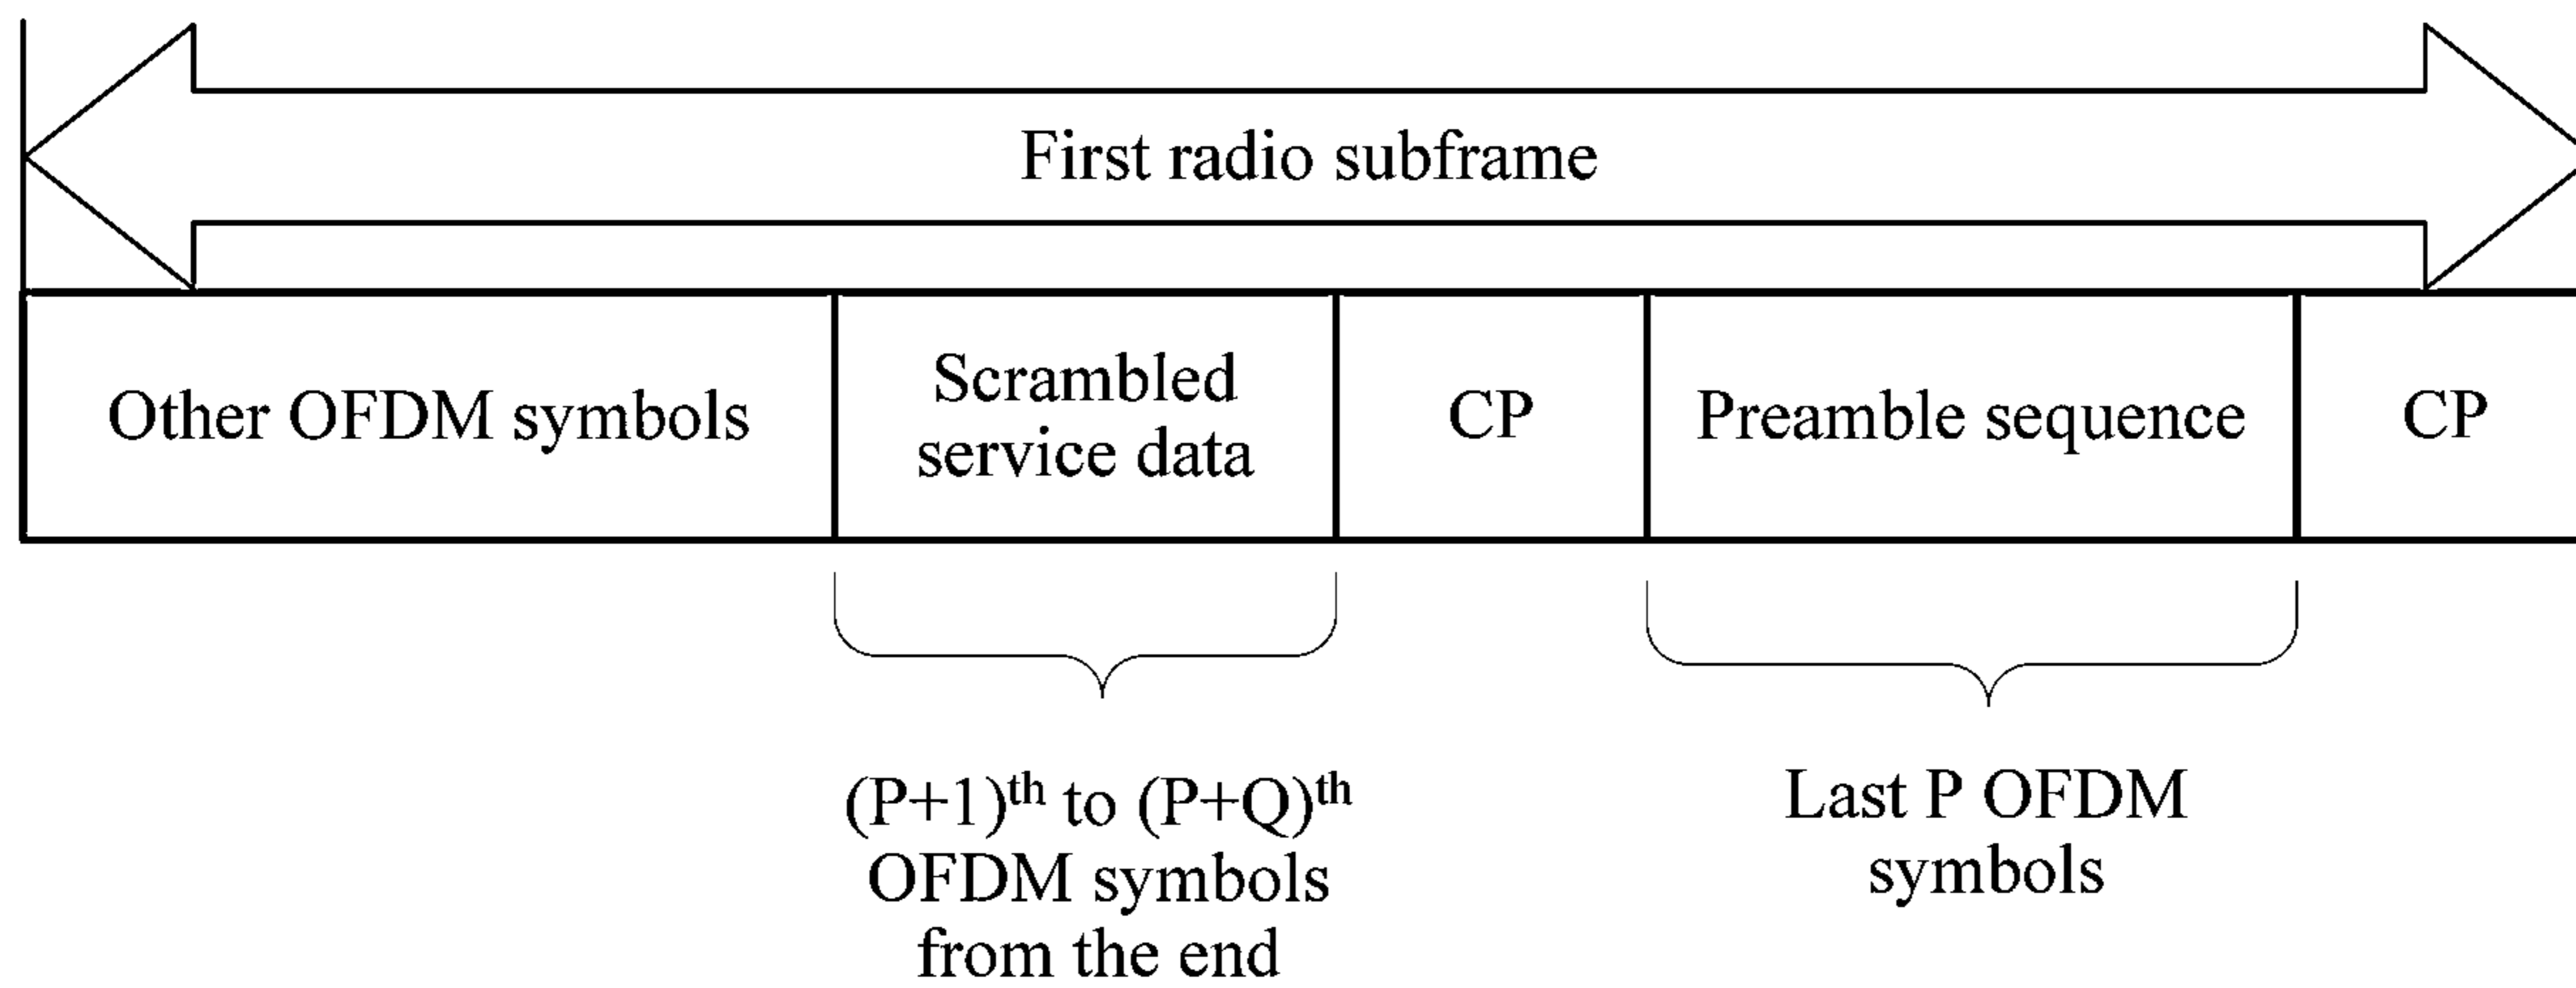 First radio subframe
Other OFDM symbols
Scrambled
service data
CP
Preamble sequence
CP
(P+1)th to (P+Q)th
OFDM symbols
from the end
Last P OFDM
symbols